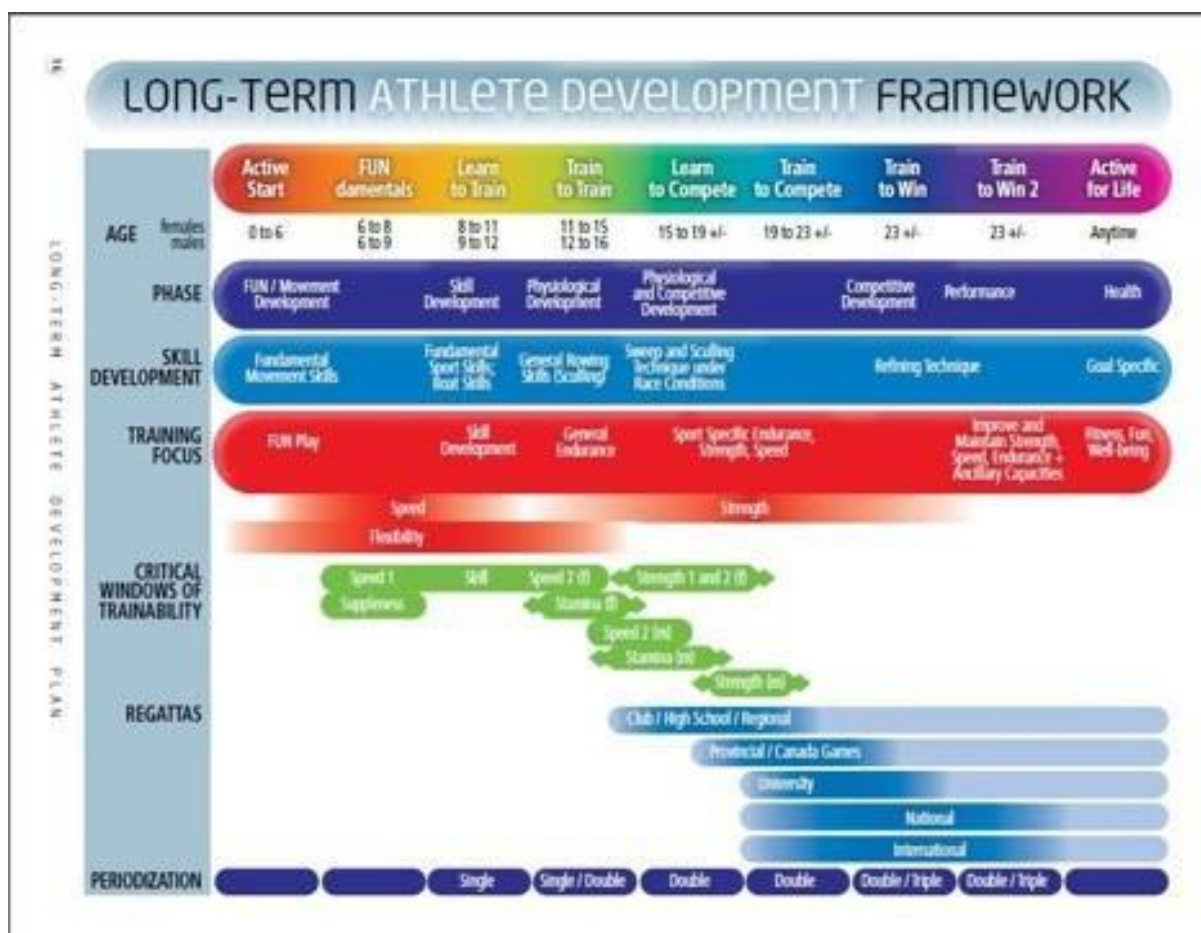 16
LONG-TERM ATHLETE DEVELOPMENT FRAMEWORK
LONG-TERM ATHLETE DEVELOPMENT PLAN
Active Start
FUN damentals
Learn to Train
Train to Train
Learn to Compete
Train to Compete
Train to Win
Train to Win 2
Active for Life
AGE
females
males
0 to 6
6 to 8
6 to 9
8 to 11
9 to 12
11 to 15
12 to 16
15 to 19 +/-
19 to 23 +/-
23 +/-
23 +/-
Anytime
PHASE
FUN / Movement
Development
Skill
Development
Physiological
Development
Physiological
and Competitive
Development
Competitive
Development
Performance
Health
SKILL
DEVELOPMENT
Fundamental
Movement Skills
Fundamental
Sport Skills;
Boat Skills
General Rowing
Skills (Sculling)
Sweep and Sculling
Technique under
Race Conditions
Refining Technique
Goal Specific
TRAINING
FOCUS
FUN Play
Skill
Development
General
Endurance
Sport Specific Endurance,
Strength, Speed
Improve and
Maintain Strength,
Speed, Endurance +
Ancillary Capacities
Fitness, Fun,
Well-being
Speed
Strength
Flexibility
CRITICAL
WINDOWS OF
TRAINABILITY
Speed 1
Skill
Speed (f)
Strength 1 and 2 (f)
Suppleness
Stamina (f)
Speed 2 (m)
Stamina (m)
Strength (m)
REGATTAS
Club / High School / Regional
Provincial / Canada Games
University
National
International
PERIODIZATION
Single
Single / Double
Double
Double
Double / Triple
Double / Triple